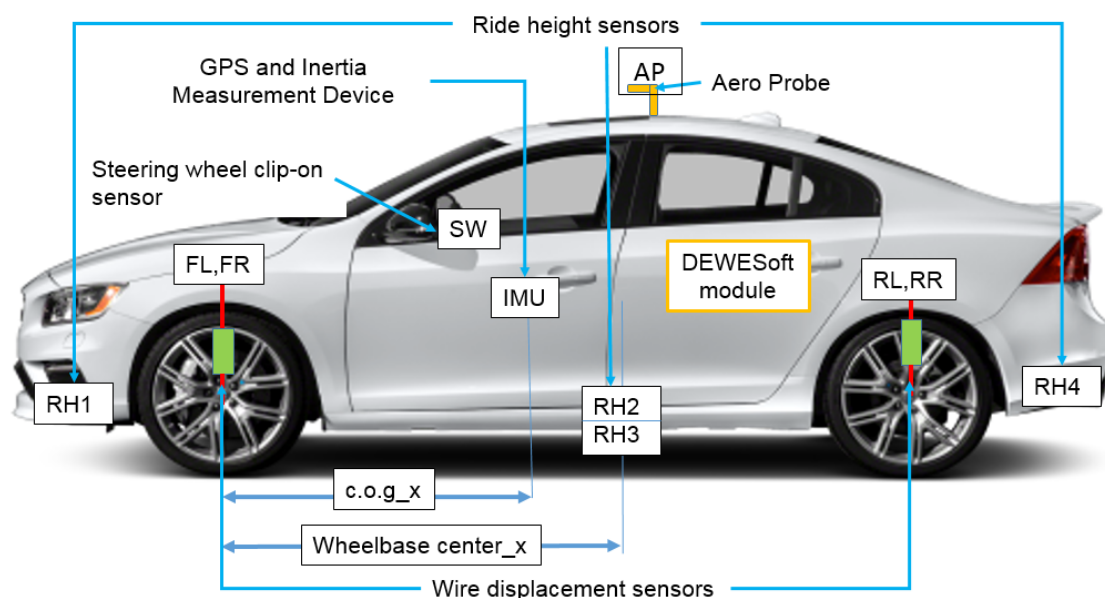 Ride height sensors
GPS and Inertia
Measurement Device
AP
Aero Probe
Steering wheel clip-on
sensor
SW
FL,FR
IMU
DEWESoft
module
RL,RR
RH1
RH2
RH3
RH4
c.o.g_x
Wheelbase center_x
Wire displacement sensors